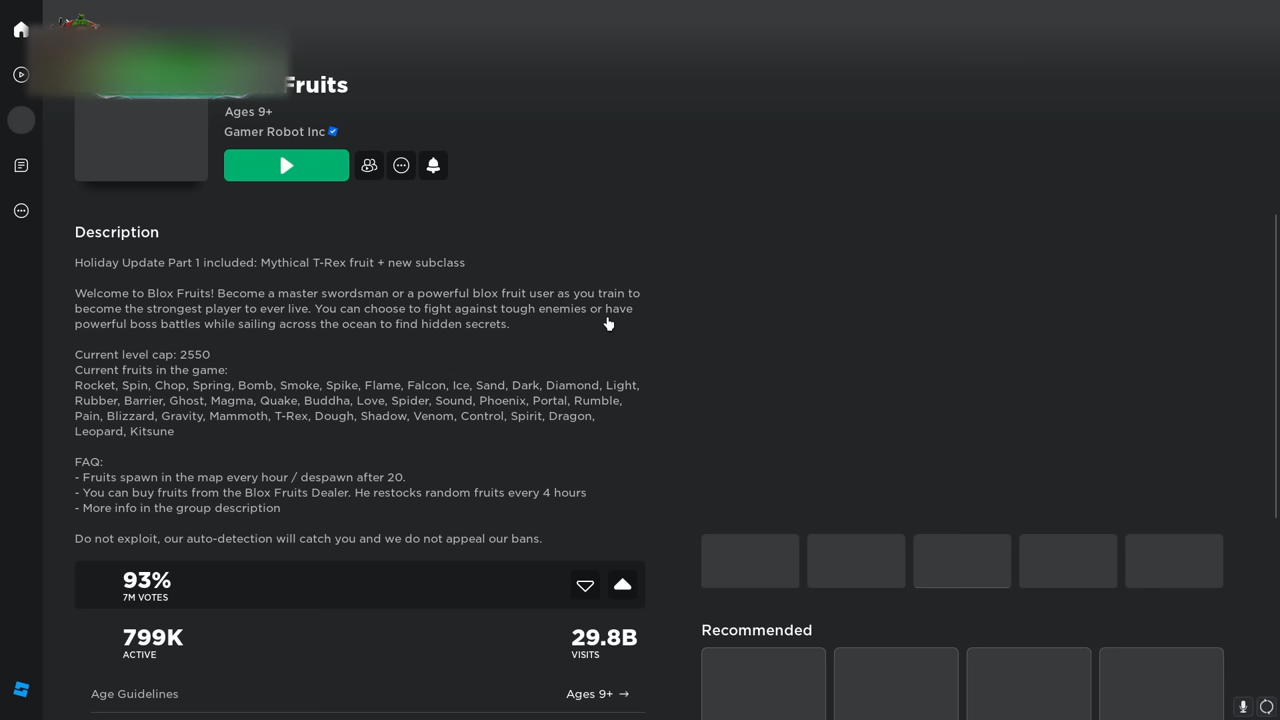 Fruits
Ages 9+
Gamer Robot Inc
Description
Holiday Update Part 1 included: Mythical T-Rex fruit + new subclass
Welcome to Blox Fruits! Become a master swordsman or a powerful blox fruit user as you train to
become the strongest player to ever live. You can choose to fight against tough enemies or have
powerful boss battles while sailing across the ocean to find hidden secrets.
Current level cap: 2550
Current fruits in the game:
Rocket, Spin, Chop, Spring, Bomb, Smoke, Spike, Flame, Falcon, Ice, Sand, Dark, Diamond, Light,
Rubber, Barrier, Ghost, Magma, Quake, Buddha, Love, Spider, Sound, Phoenix, Portal, Rumble,
Pain, Blizzard, Gravity, Mammoth, T-Rex, Dough, Shadow, Venom, Control, Spirit, Dragon,
Leopard, Kitsune
FAQ:
- Fruits spawn in the map every hour / despawn after 20.
- You can buy fruits from the Blox Fruits Dealer. He restocks random fruits every 4 hours
- More info in the group description
Do not exploit, our auto-detection will catch you and we do not appeal our bans.
93%
7M VOTES
799K
ACTIVE
29.8B
VISITS
Age Guidelines
Ages 9+ →
Recommended